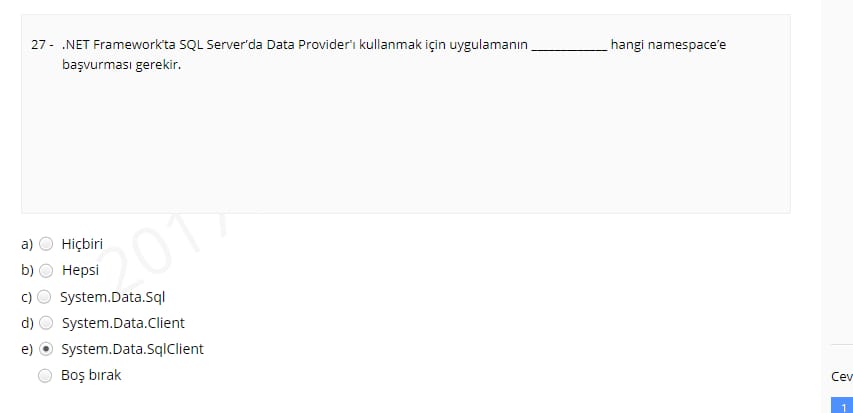 27 - .NET Framework'ta SQL Server'da Data Provider'ı kullanmak için uygulamanın ____________ hangi namespace'e
başvurması gerekir.
a) Hiçbiri
b) Hepsi
c) System.Data.Sql
d) System.Data.Client
e) System.Data.SqlClient
Boş bırak
Cev
1